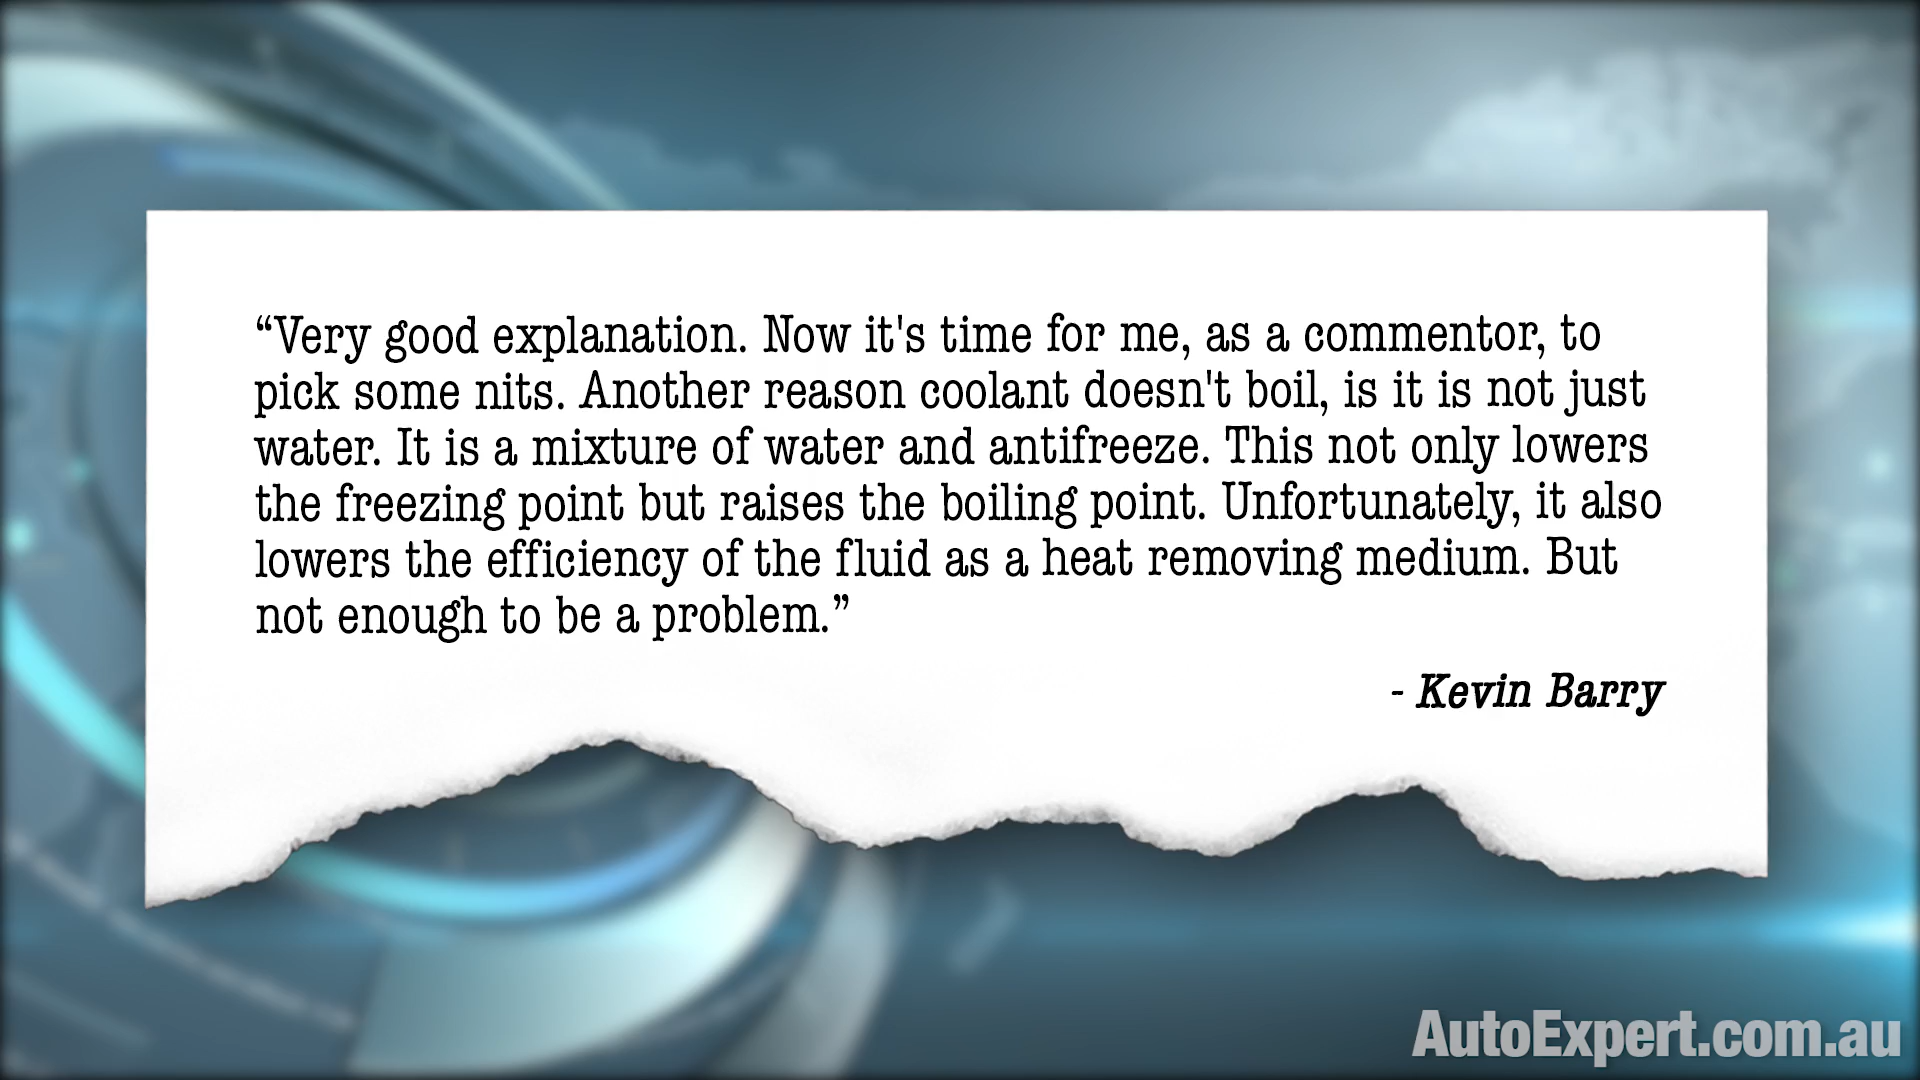 “Very good explanation. Now it's time for me, as a commentor, to
pick some nits. Another reason coolant doesn't boil, is it is not just
water. It is a mixture of water and antifreeze. This not only lowers
the freezing point but raises the boiling point. Unfortunately, it also
lowers the efficiency of the fluid as a heat removing medium. But
not enough to be a problem.”
- Kevin Barry
AutoExpert.com.au